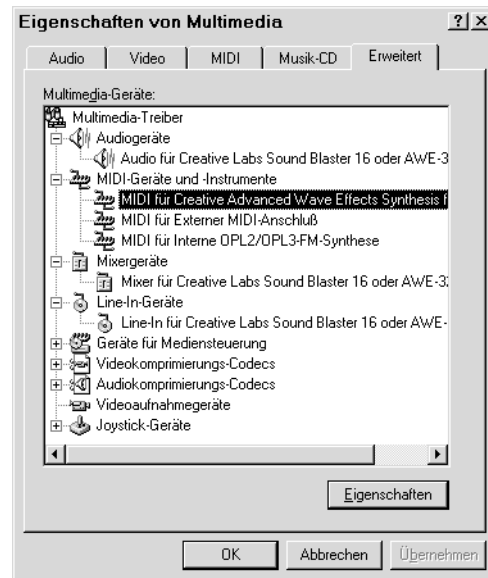 Eigenschaften von Multimedia
Audio Video MIDI Musik-CD Erweitert
Multimedia-Geräte:
Multimedia-Treiber
Audiogeräte
Audio für Creative Labs Sound Blaster 16 oder AWE-3
MIDI-Geräte und -Instrumente
MIDI für Creative Advanced Wave Effects Synthesis f
MIDI für Externer MIDI-Anschluß
MIDI für Interne OPL2/OPL3-FM-Synthese
Mixergeräte
Mixer für Creative Labs Sound Blaster 16 oder AWE-32
Line-In-Geräte
Line-In für Creative Labs Sound Blaster 16 oder AWE-
Geräte für Mediensteuerung
Videokomprimierungs-Codecs
Audiokomprimierungs-Codecs
Videoaufnahmegeräte
Joystick-Geräte
Eigenschaften
OK Abbrechen Übernehmen